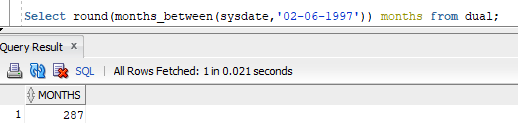 Select round(months_between(sysdate,'02-06-1997')) months from dual;
Query Result x
SQL | All Rows Fetched: 1 in 0.021 seconds
MONTHS
1 287